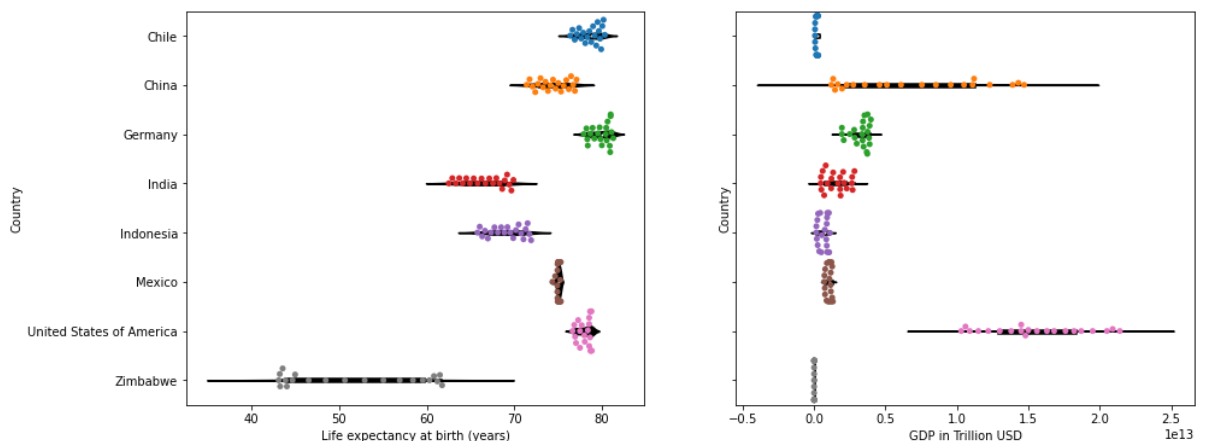 Chile
China
Germany
India
Indonesia
Mexico
United States of America
Zimbabwe
Country
40 50 60 70 80
Life expectancy at birth (years)
Country
−0.5 0.0 0.5 1.0 1.5 2.0 2.5
1e13
GDP in Trillion USD